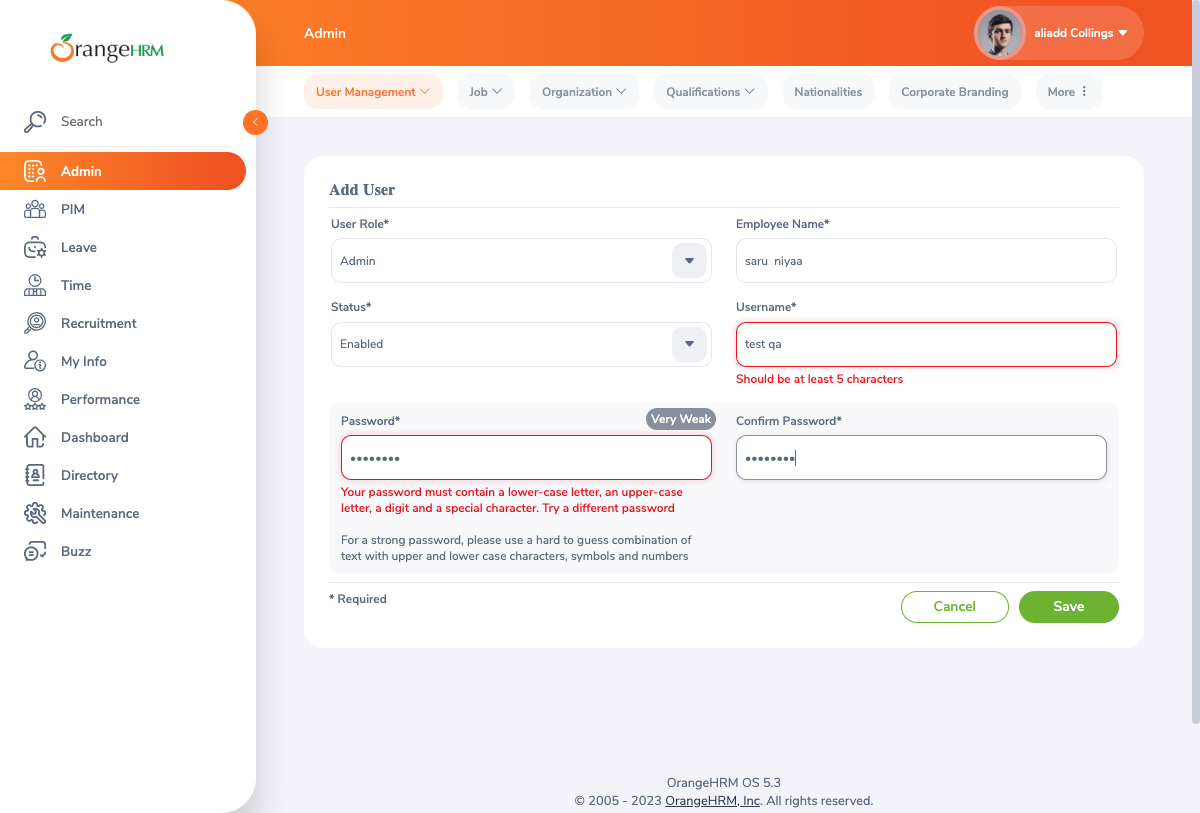 OrangeHRM
Admin
aliadd Collings
User Management
Job
Organization
Qualifications
Nationalities
Corporate Branding
More
Search
Admin
PIM
Leave
Time
Recruitment
My Info
Performance
Dashboard
Directory
Maintenance
Buzz
Add User
User Role*
Employee Name*
Admin
saru  niyaa
Status*
Username*
Enabled
test qa
Should be at least 5 characters
Password*
Very Weak
Confirm Password*
••••••••
••••••••
Your password must contain a lower-case letter, an upper-case
letter, a digit and a special character. Try a different password
For a strong password, please use a hard to guess combination of
text with upper and lower case characters, symbols and numbers
* Required
Cancel
Save
OrangeHRM OS 5.3
© 2005 - 2023 OrangeHRM, Inc. All rights reserved.